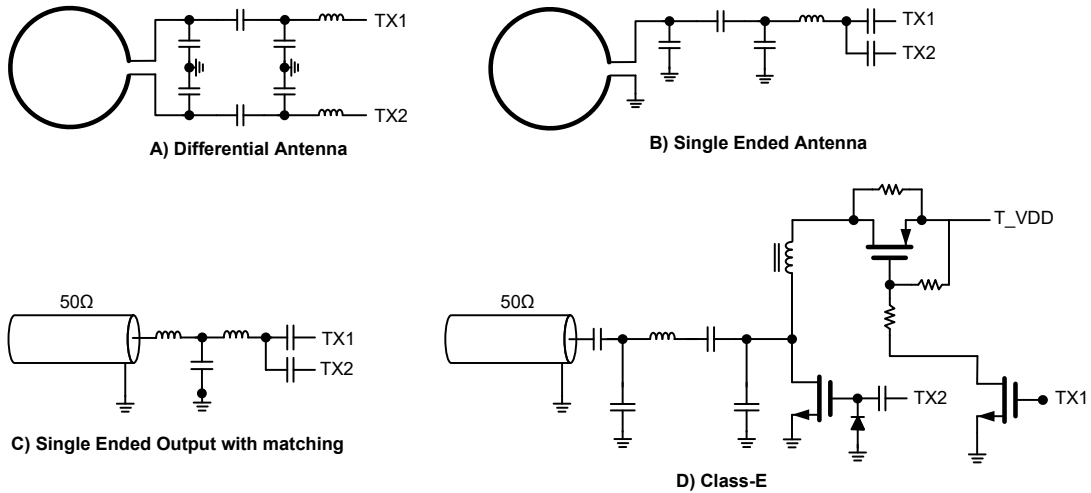 TX1
TX2
A) Differential Antenna
TX1
TX2
B) Single Ended Antenna
50Ω
TX1
TX2
C) Single Ended Output with matching
T_VDD
50Ω
TX2
TX1
D) Class-E